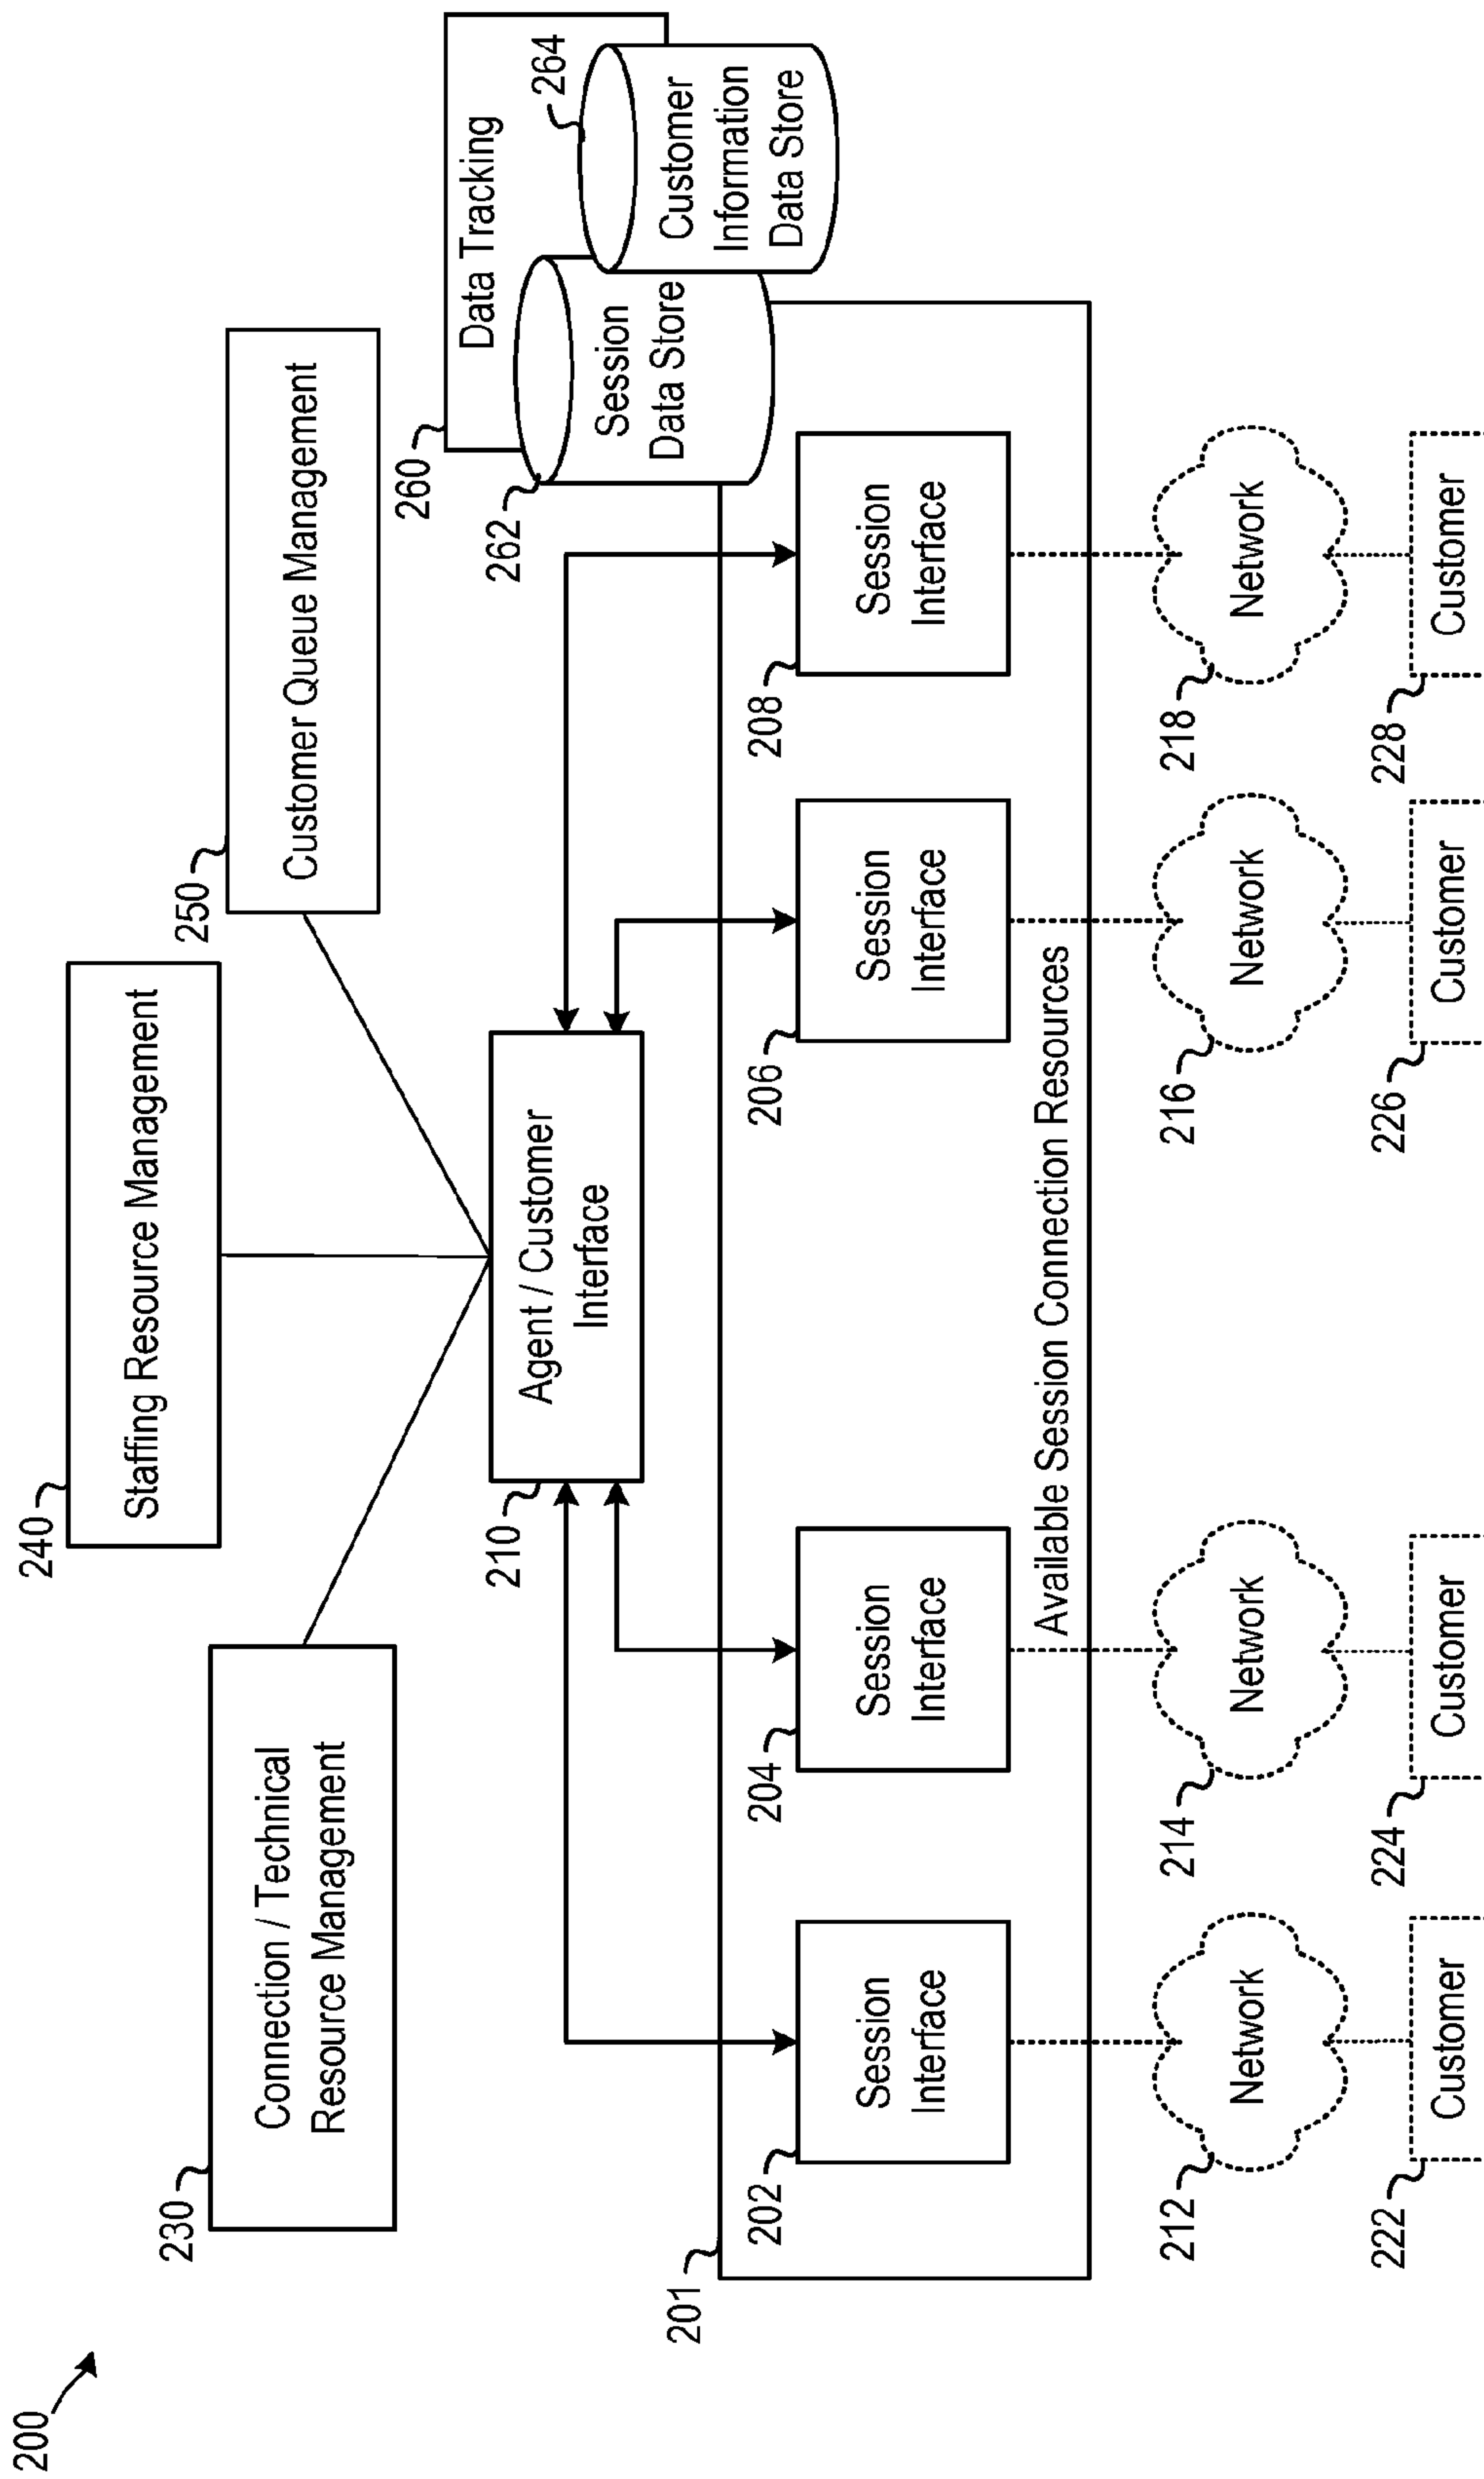 200
240
Staffing Resource Management
230
Connection / Technical
Resource Management
250
Customer Queue Management
210
Agent / Customer
Interface
260
Data Tracking
262
Session
Data Store
264
Customer
Information
Data Store
201
202
Session
Interface
204
Session
Interface
206
Session
Interface
208
Session
Interface
Available Session Connection Resources
212
Network
214
Network
216
Network
218
Network
222
Customer
224
Customer
226
Customer
228
Customer